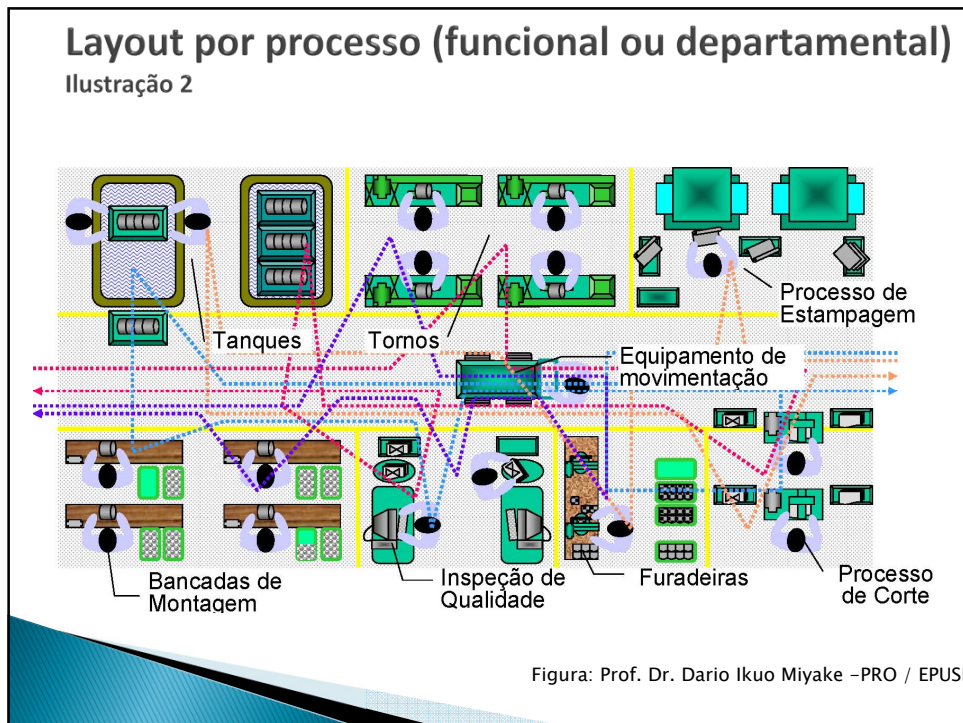 Layout por processo (funcional ou departamental)
Ilustração 2
Tanques
Tornos
Processo de
Estampagem
Equipamento de
movimentação
Bancadas de
Montagem
Inspeção de
Qualidade
Furadeiras
Processo
de Corte
Figura: Prof. Dr. Dario Ikuo Miyake -PRO / EPUS